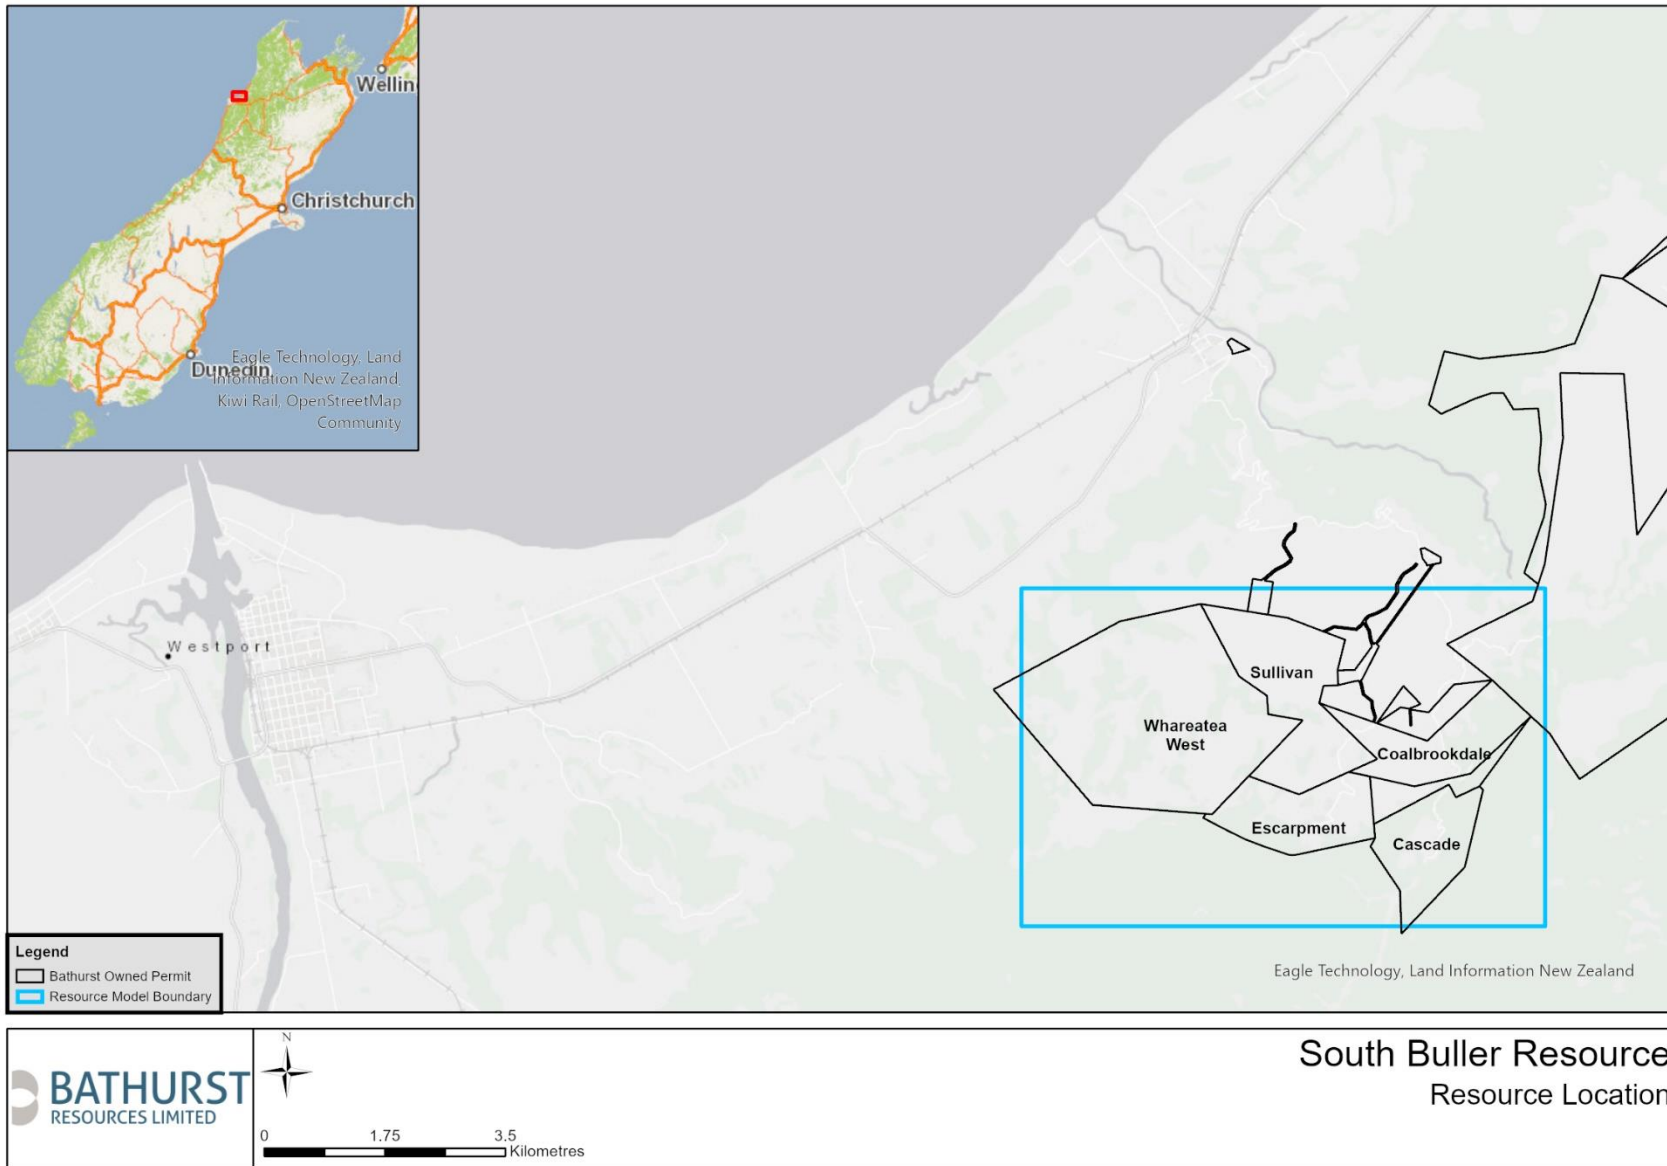 Wellin
Christchurch
Dunedin
Eagle Technology, Land
Information New Zealand,
Kiwi Rail, OpenStreetMap
Community
Westport
Sullivan
Whareatea
West
Coalbrookdale
Escarpment
Cascade
Legend
Bathurst Owned Permit
Resource Model Boundary
Eagle Technology, Land Information New Zealand
BATHURST
RESOURCES LIMITED
N
0 1.75 3.5
Kilometres
South Buller Resource
Resource Location